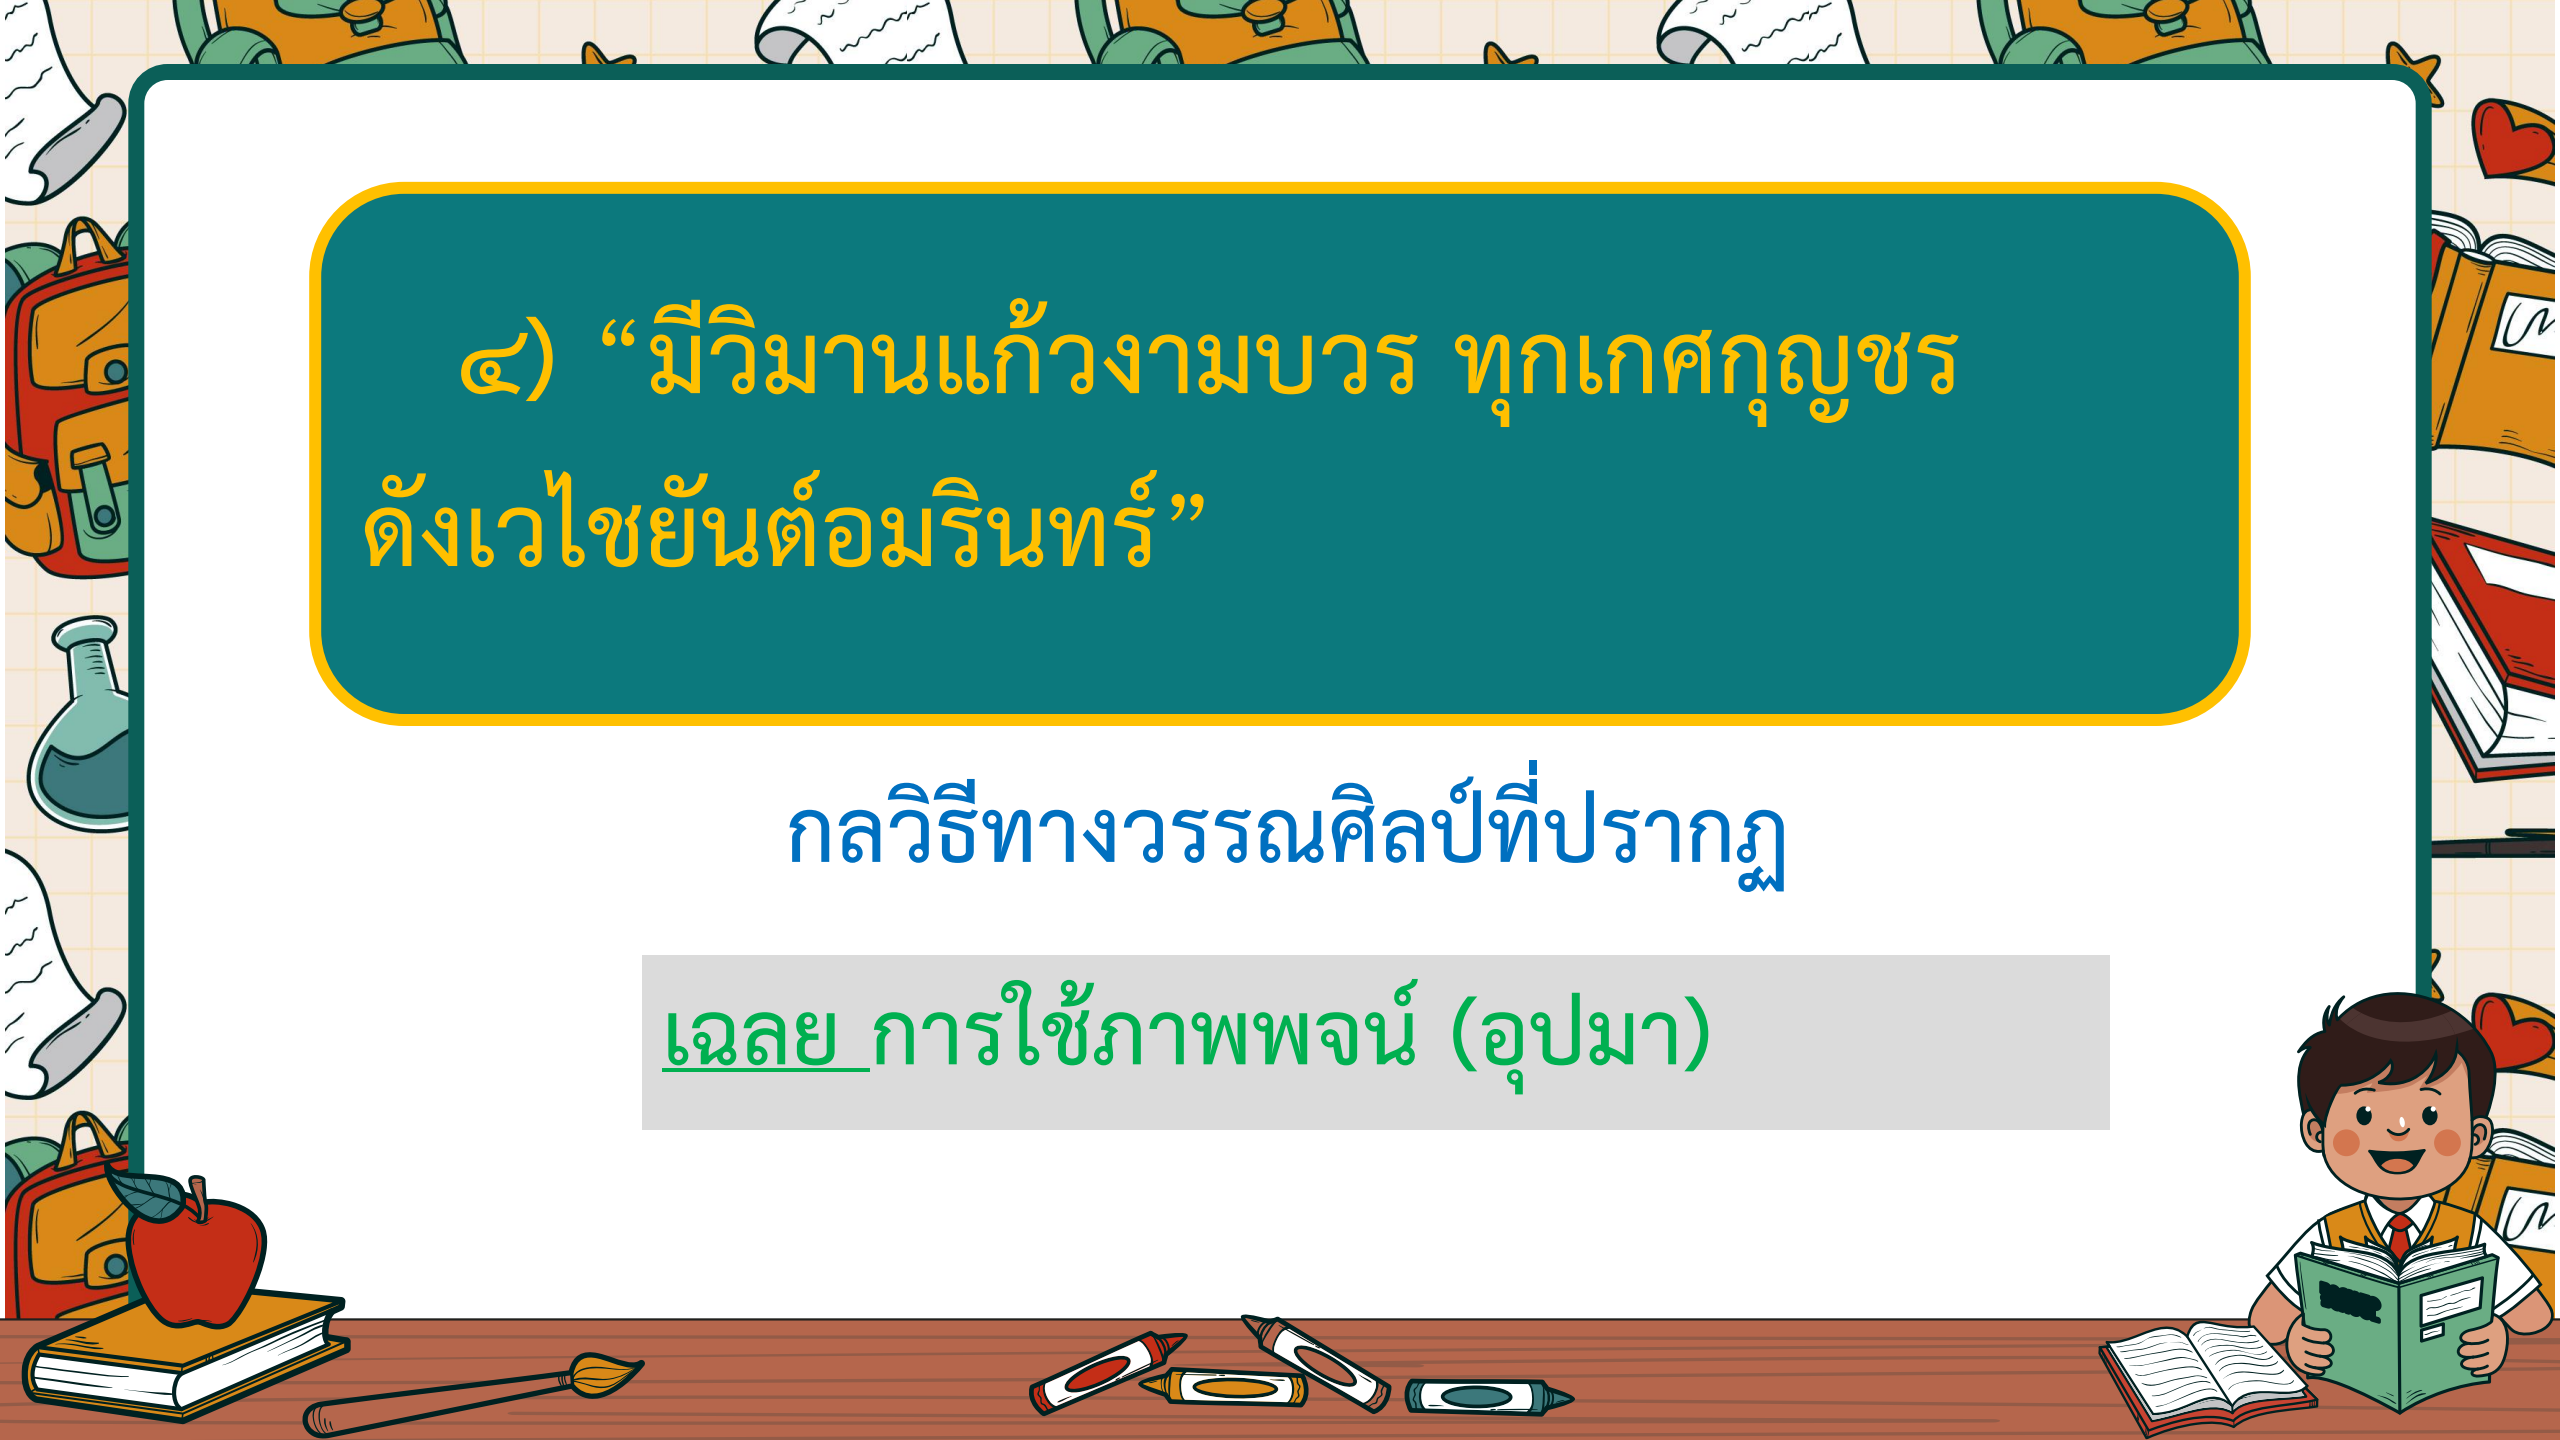 ๔) “มีวิมานแก้วงามบวร ทุกเกศกุญชร
ดังเวไชยันต์อมรินทร์”
กลวิธีทางวรรณศิลป์ที่ปรากฏ
เฉลย การใช้ภาพพจน์ (อุปมา)